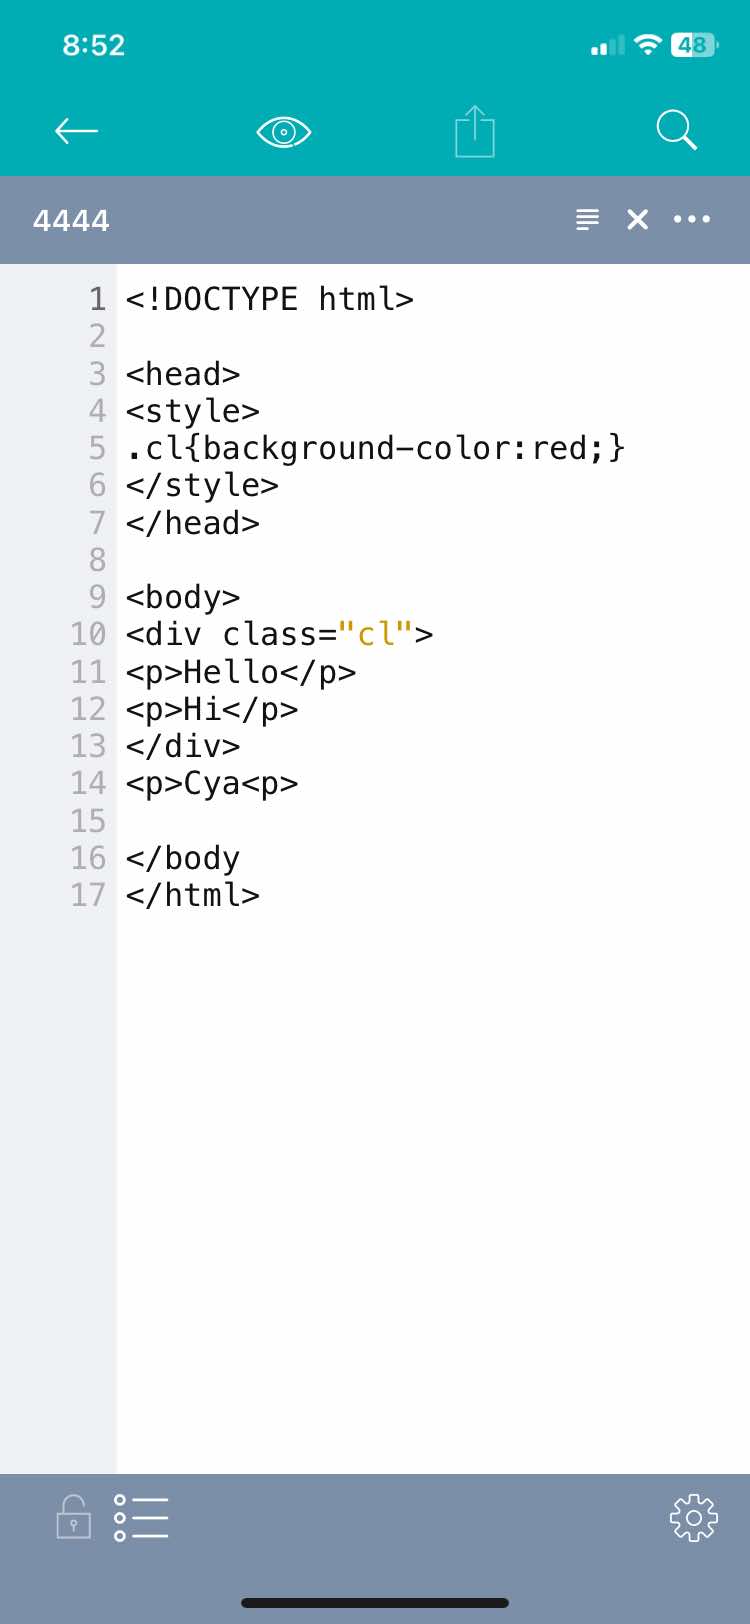 8:52
48
4444
1 <!DOCTYPE html>
2
3 <head>
4 <style>
5 .cl{background-color:red;}
6 </style>
7 </head>
8
9 <body>
10 <div class="cl">
11 <p>Hello</p>
12 <p>Hi</p>
13 </div>
14 <p>Cya<p>
15
16 </body
17 </html>